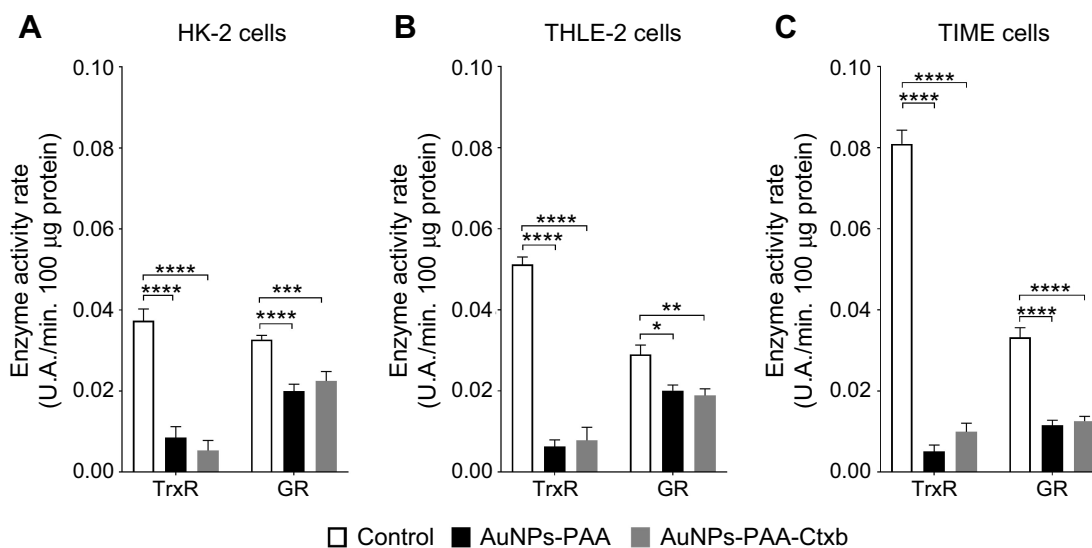 A
HK-2 cells
Enzyme activity rate
(U.A./min. 100 µg protein)
0.10
0.08
0.06
0.04
0.02
0.00
****
****
***
****
TrxR
GR
B
THLE-2 cells
Enzyme activity rate
(U.A./min. 100 µg protein)
0.10
0.08
0.06
0.04
0.02
0.00
****
****
**
*
TrxR
GR
C
TIME cells
Enzyme activity rate
(U.A./min. 100 µg protein)
0.10
0.08
0.06
0.04
0.02
0.00
****
****
****
****
TrxR
GR
Control
AuNPs-PAA
AuNPs-PAA-Ctxb